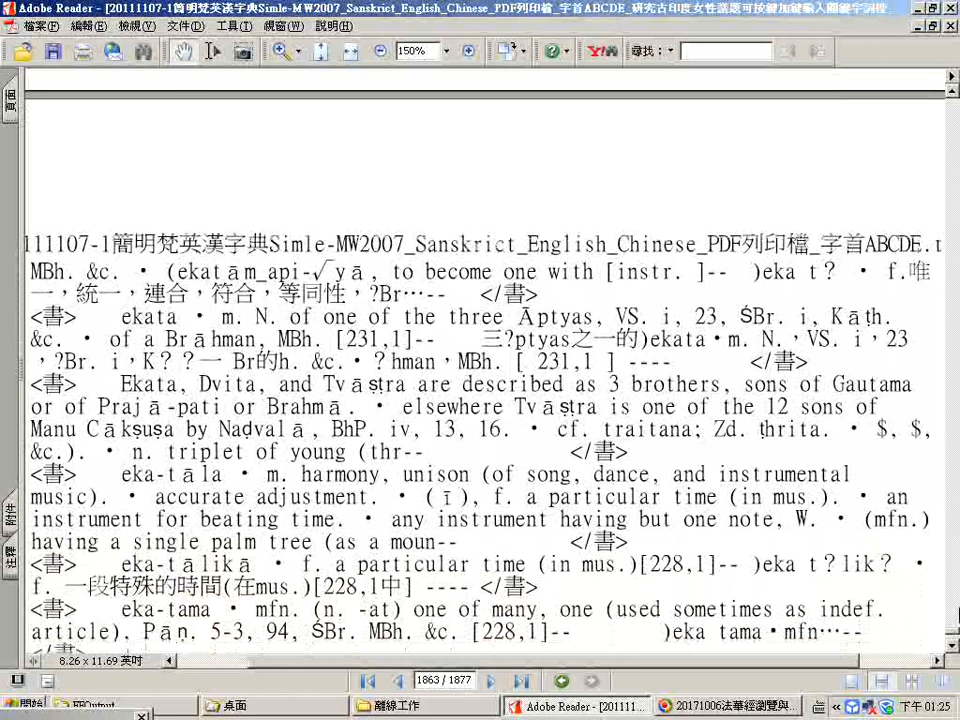 Adobe Reader - [20111107-1簡明梵英漢字典Simle-MW2007_Sanskrit_English_Chinese_PDF列印檔_字首ABCDE_研究古印度女性議題可按鍵
檔案(F) 編輯(E) 檢視(V) 文件(D) 工具(T) 視窗(W) 說明(H)
150% Y! 尋找：
頁面
111107-1簡明梵英漢字典Simle-MW2007_Sanskrict_English_Chinese_PDF列印檔_字首ABCDE.t
MBh. &c. • (ekatām_api-√yā, to become one with [instr. ]-- )eka t? • f.唯
一，統一，連合，符合，等同性，?Br…-- </書>
<書> ekata • m. N. of one of the three Āptyas, VS. i, 23, ŚBr. i, Kāṭh.
&c. • of a Brāhman, MBh. [231,1]-- 三?ptyas之一的)ekata•m. N.，VS. i，23
，?Br. i，K？？一 Br的h. &c.•？hman，MBh. [ 231,1 ] ---- </書>
<書> Ekata, Dvita, and Tvāṣṭra are described as 3 brothers, sons of Gautama
or of Prajā-pati or Brahmā. • elsewhere Tvāṣṭra is one of the 12 sons of
Manu Cākṣuṣa by Naḍvalā, BhP. iv, 13, 16. • cf. traitana; Zd. thrita. • $, $,
&c.). • n. triplet of young (thr-- </書>
<書> eka-tāla • m. harmony, unison (of song, dance, and instrumental
music). • accurate adjustment. • (ī), f. a particular time (in mus.). • an
instrument for beating time. • any instrument having but one note, W. • (mfn.)
having a single palm tree (as a moun-- </書>
<書> eka-tālikā • f. a particular time (in mus.)[228,1]-- )eka t？lik？ •
f. 一段特殊的時間(在mus.)[228,1中] ---- </書>
<書> eka-tama • mfn. (n. -at) one of many, one (used sometimes as indef.
article), Pāṇ. 5-3, 94, ŚBr. MBh. &c. [228,1]-- )eka tama•mfn…--
附件
註釋
8.26 x 11.69 英吋
1863 / 1877
開始 EEOutput 桌面 離線工作 Adobe Reader - [201111... 20171006法華經瀏覽與... 下午 01:25